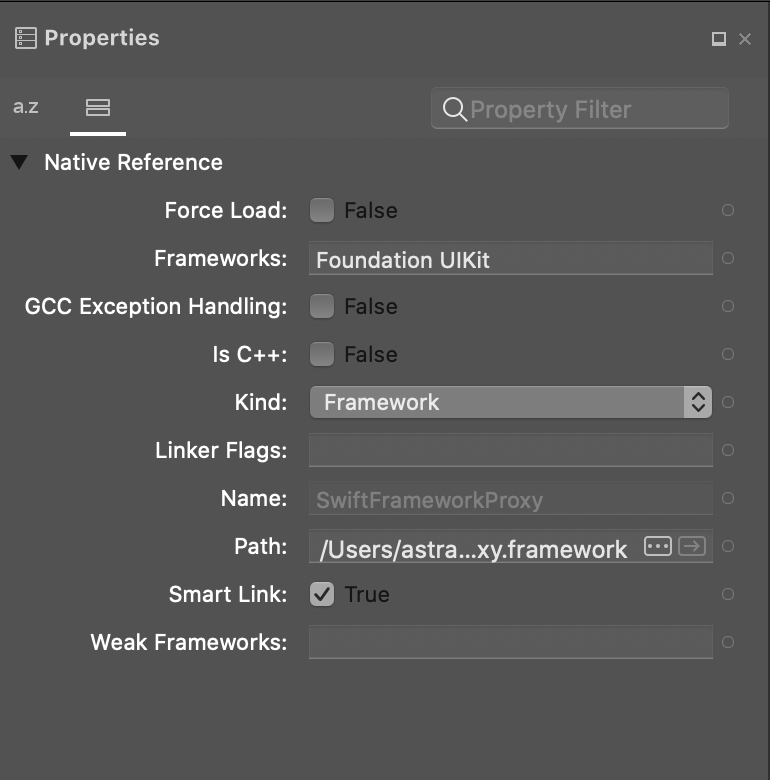 Properties
a.z
Property Filter
Native Reference
Force Load: False
Frameworks: Foundation UIKit
GCC Exception Handling: False
Is C++: False
Kind: Framework
Linker Flags:
Name: SwiftFrameworkProxy
Path: /Users/astra...xy.framework
Smart Link: True
Weak Frameworks: